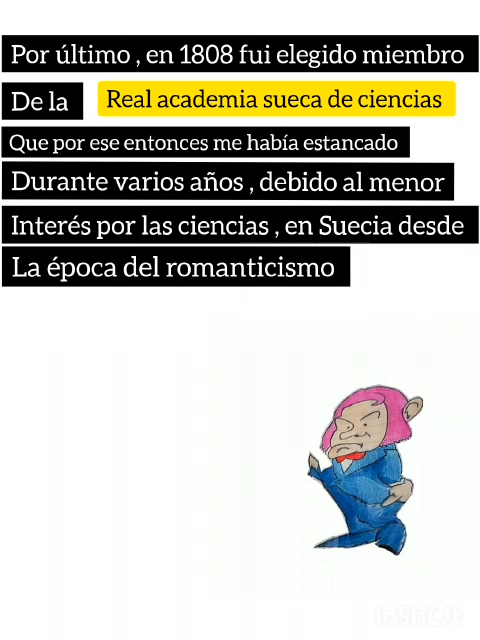 Por último , en 1808 fui elegido miembro
De la Real academia sueca de ciencias
Que por ese entonces me había estancado
Durante varios años , debido al menor
Interés por las ciencias , en Suecia desde
La época del romanticismo
InShOt